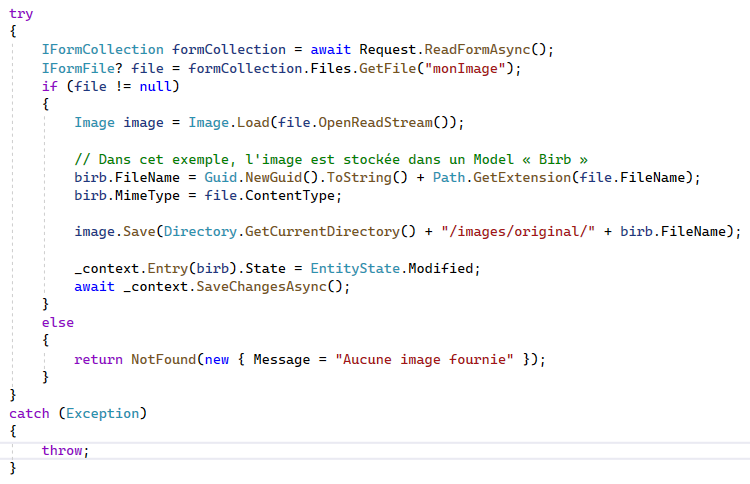 try
{
    IFormCollection formCollection = await Request.ReadFormAsync();
    IFormFile? file = formCollection.Files.GetFile("monImage");
    if (file != null)
    {
        Image image = Image.Load(file.OpenReadStream());

        // Dans cet exemple, l'image est stockée dans un Model « Birb »
        birb.FileName = Guid.NewGuid().ToString() + Path.GetExtension(file.FileName);
        birb.MimeType = file.ContentType;

        image.Save(Directory.GetCurrentDirectory() + "/images/original/" + birb.FileName);

        _context.Entry(birb).State = EntityState.Modified;
        await _context.SaveChangesAsync();
    }
    else
    {
        return NotFound(new { Message = "Aucune image fournie" });
    }
}
catch (Exception)
{
    throw;
}